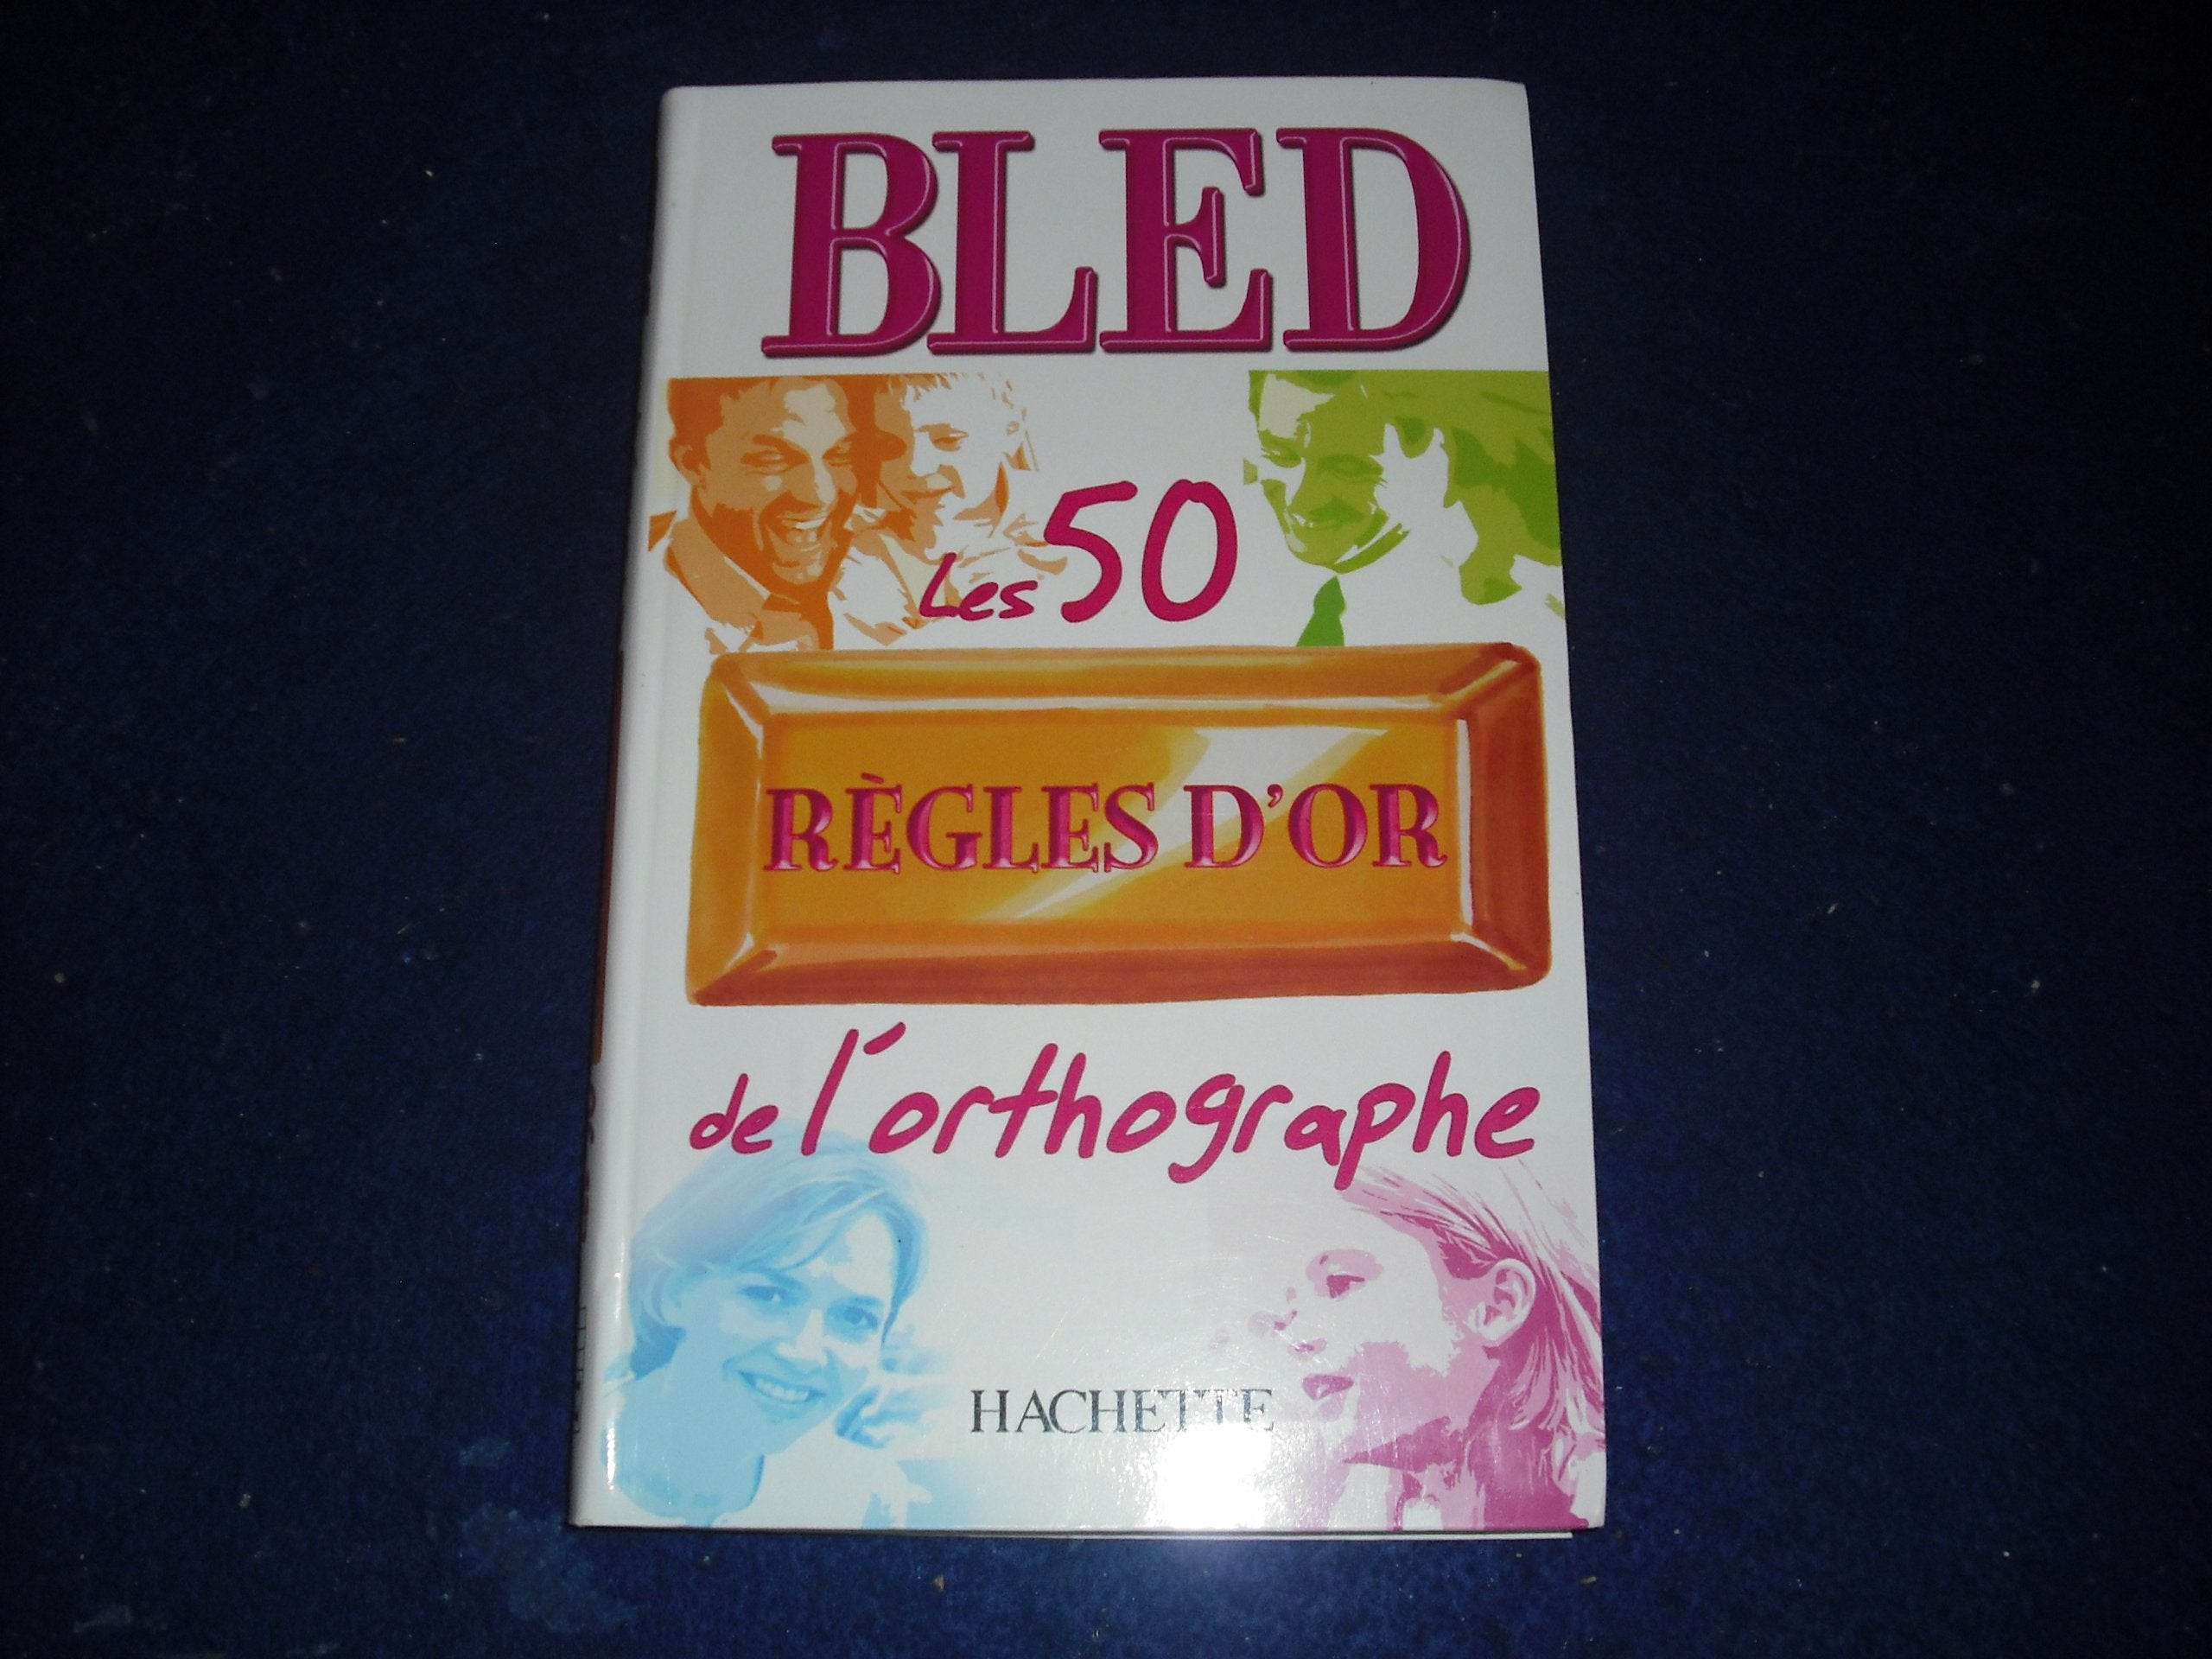 BLED
Les 50
RÈGLES D'OR
de l'orthographe
HACHETTE